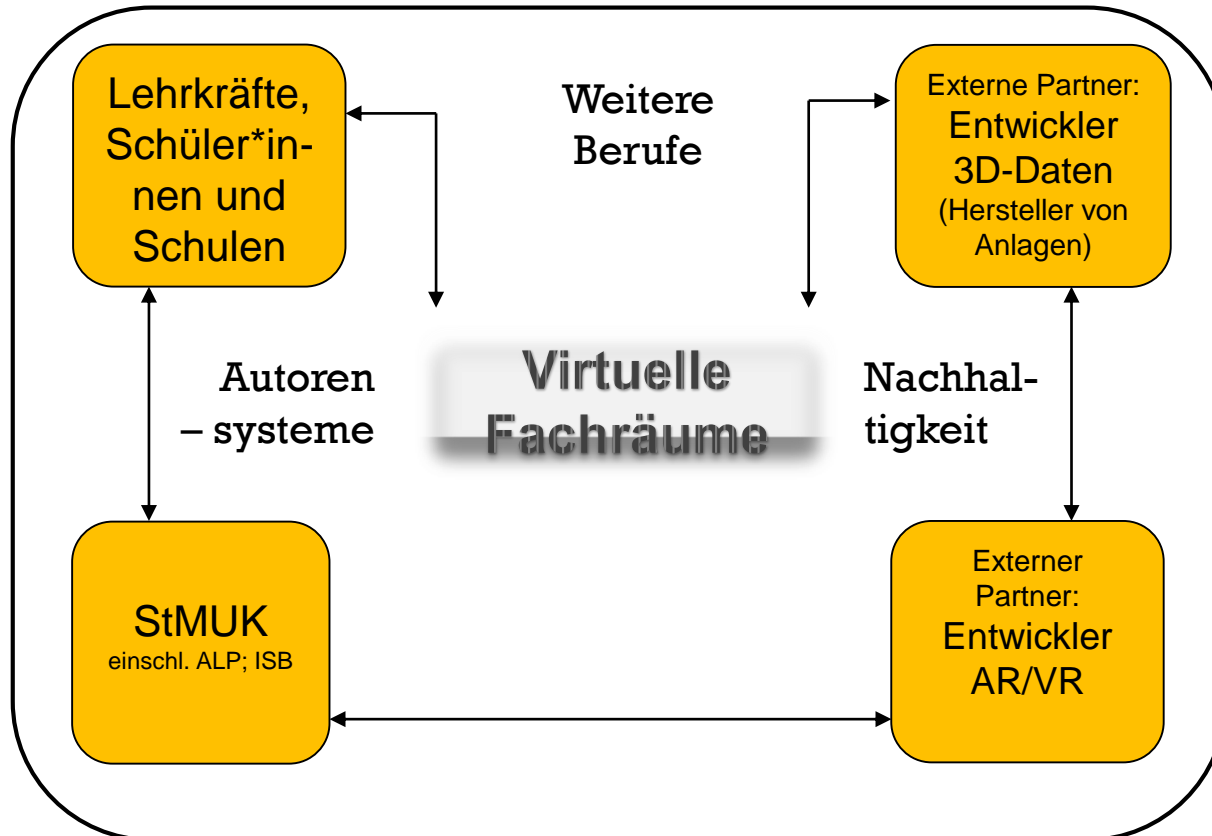 Lehrkräfte,
Schüler*in-
nen und
Schulen
Weitere
Berufe
Externe Partner:
Entwickler
3D-Daten
(Hersteller von
Anlagen)
Autoren
– systeme
Virtuelle
Fachräume
Nachhal-
tigkeit
StMUK
einschl. ALP; ISB
Externer
Partner:
Entwickler
AR/VR